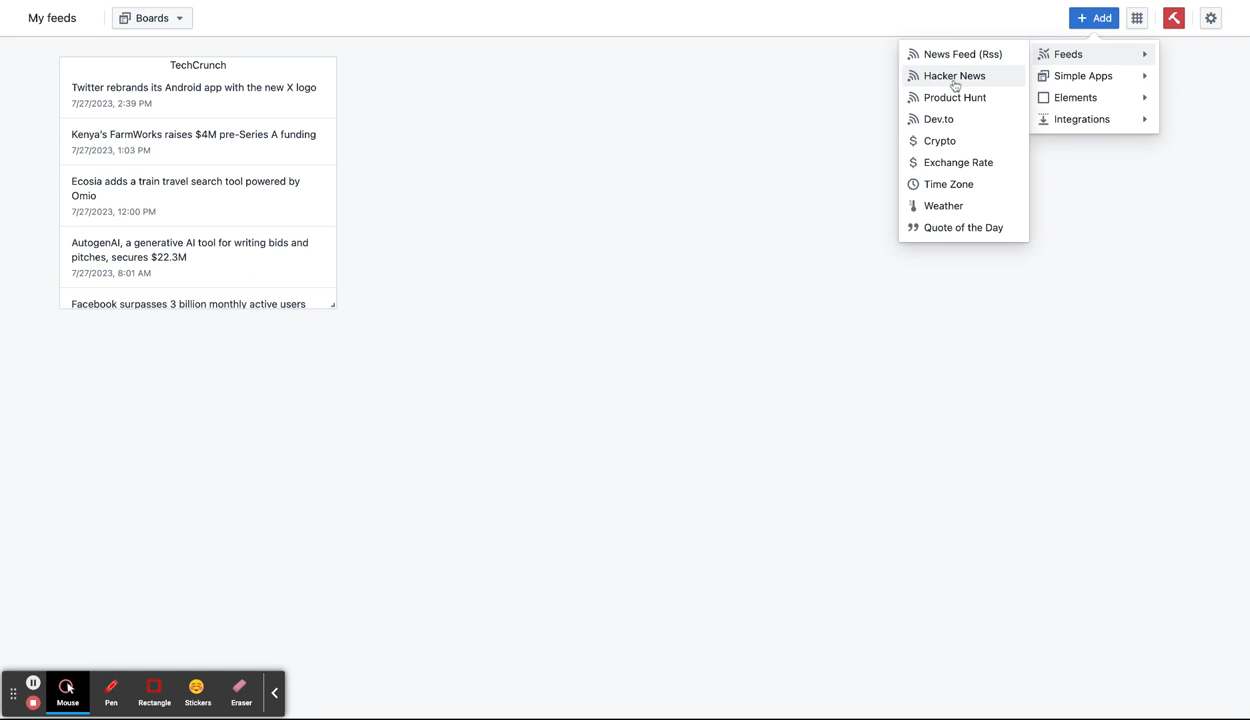 My feeds
Boards
+ Add
TechCrunch
Twitter rebrands its Android app with the new X logo
7/27/2023, 2:39 PM
Kenya's FarmWorks raises $4M pre-Series A funding
7/27/2023, 1:03 PM
Ecosia adds a train travel search tool powered by
Omio
7/27/2023, 12:00 PM
AutogenAI, a generative AI tool for writing bids and
pitches, secures $22.3M
7/27/2023, 8:01 AM
Facebook surpasses 3 billion monthly active users
News Feed (Rss)
Hacker News
Product Hunt
Dev.to
$ Crypto
$ Exchange Rate
Time Zone
Weather
Quote of the Day
Feeds
Simple Apps
Elements
Integrations
Mouse
Pen
Rectangle
Stickers
Eraser